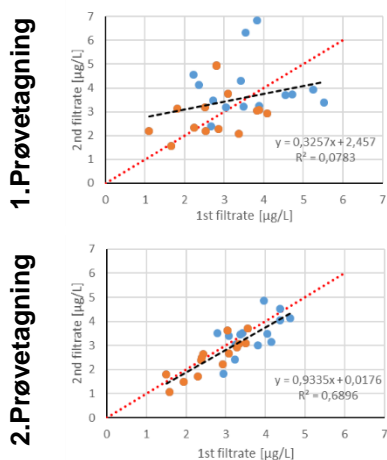 1.Prøvetagning
2nd filtrate [µg/L]
7
6
5
4
3
2
1
0
y = 0,3257x + 2,457
R² = 0,0783
0 1 2 3 4 5 6 7
1st filtrate [µg/L]
2.Prøvetagning
2nd filtrate [µg/L]
7
6
5
4
3
2
1
0
y = 0,9335x + 0,0176
R² = 0,6896
0 1 2 3 4 5 6 7
1st filtrate [µg/L]